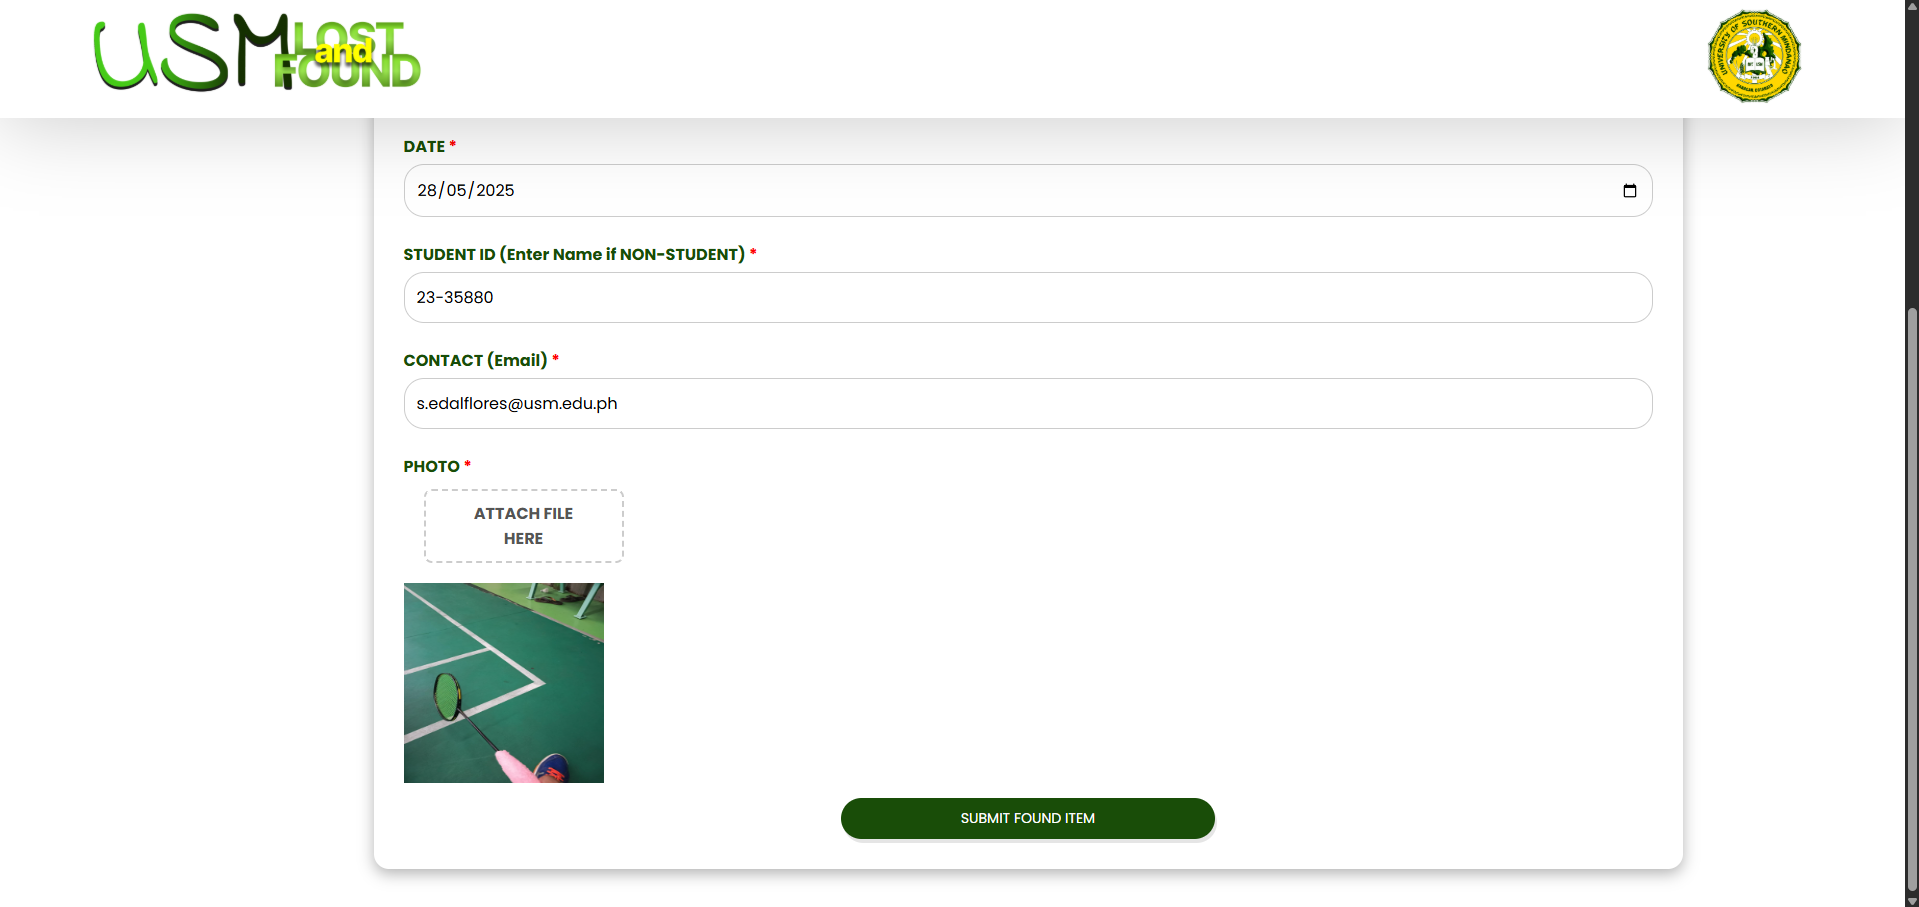 USM LOST
and
FOUND
UNIVERSITY OF SOUTHERN MINDANAO
DATE *
28/05/2025
STUDENT ID (Enter Name if NON-STUDENT) *
23-35880
CONTACT (Email) *
s.edalflores@usm.edu.ph
PHOTO *
ATTACH FILE
HERE
SUBMIT FOUND ITEM